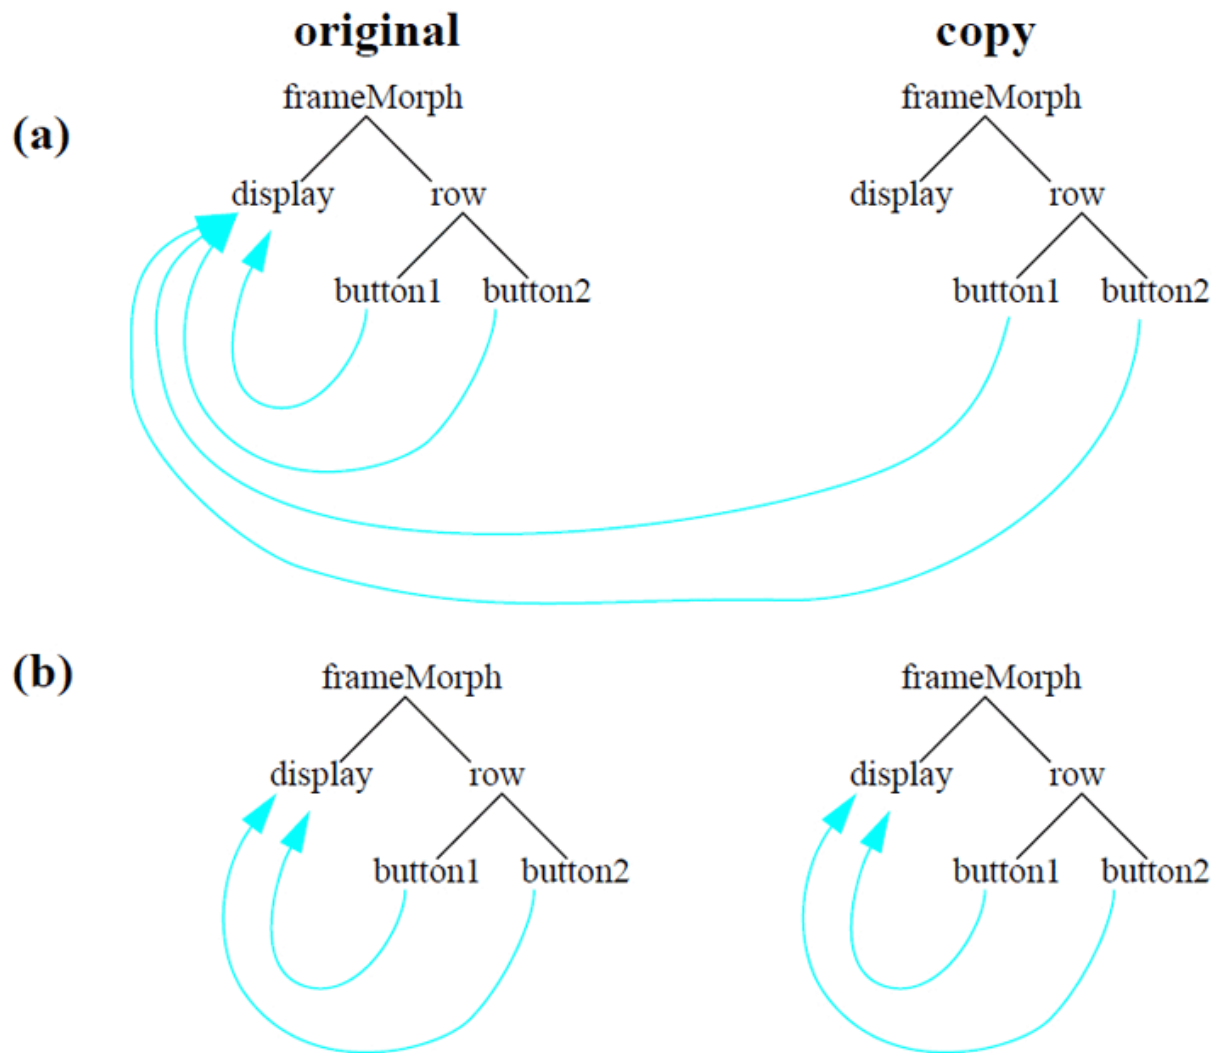 original copy
(a)
frameMorph frameMorph
display row display row
button1 button2 button1 button2
(b)
frameMorph frameMorph
display row display row
button1 button2 button1 button2